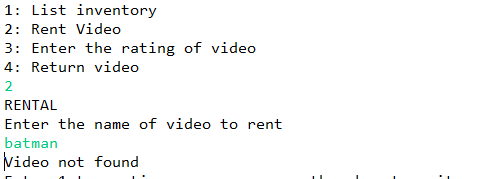 1: List inventory
2: Rent Video
3: Enter the rating of video
4: Return video
2
RENTAL
Enter the name of video to rent
batman
Video not found